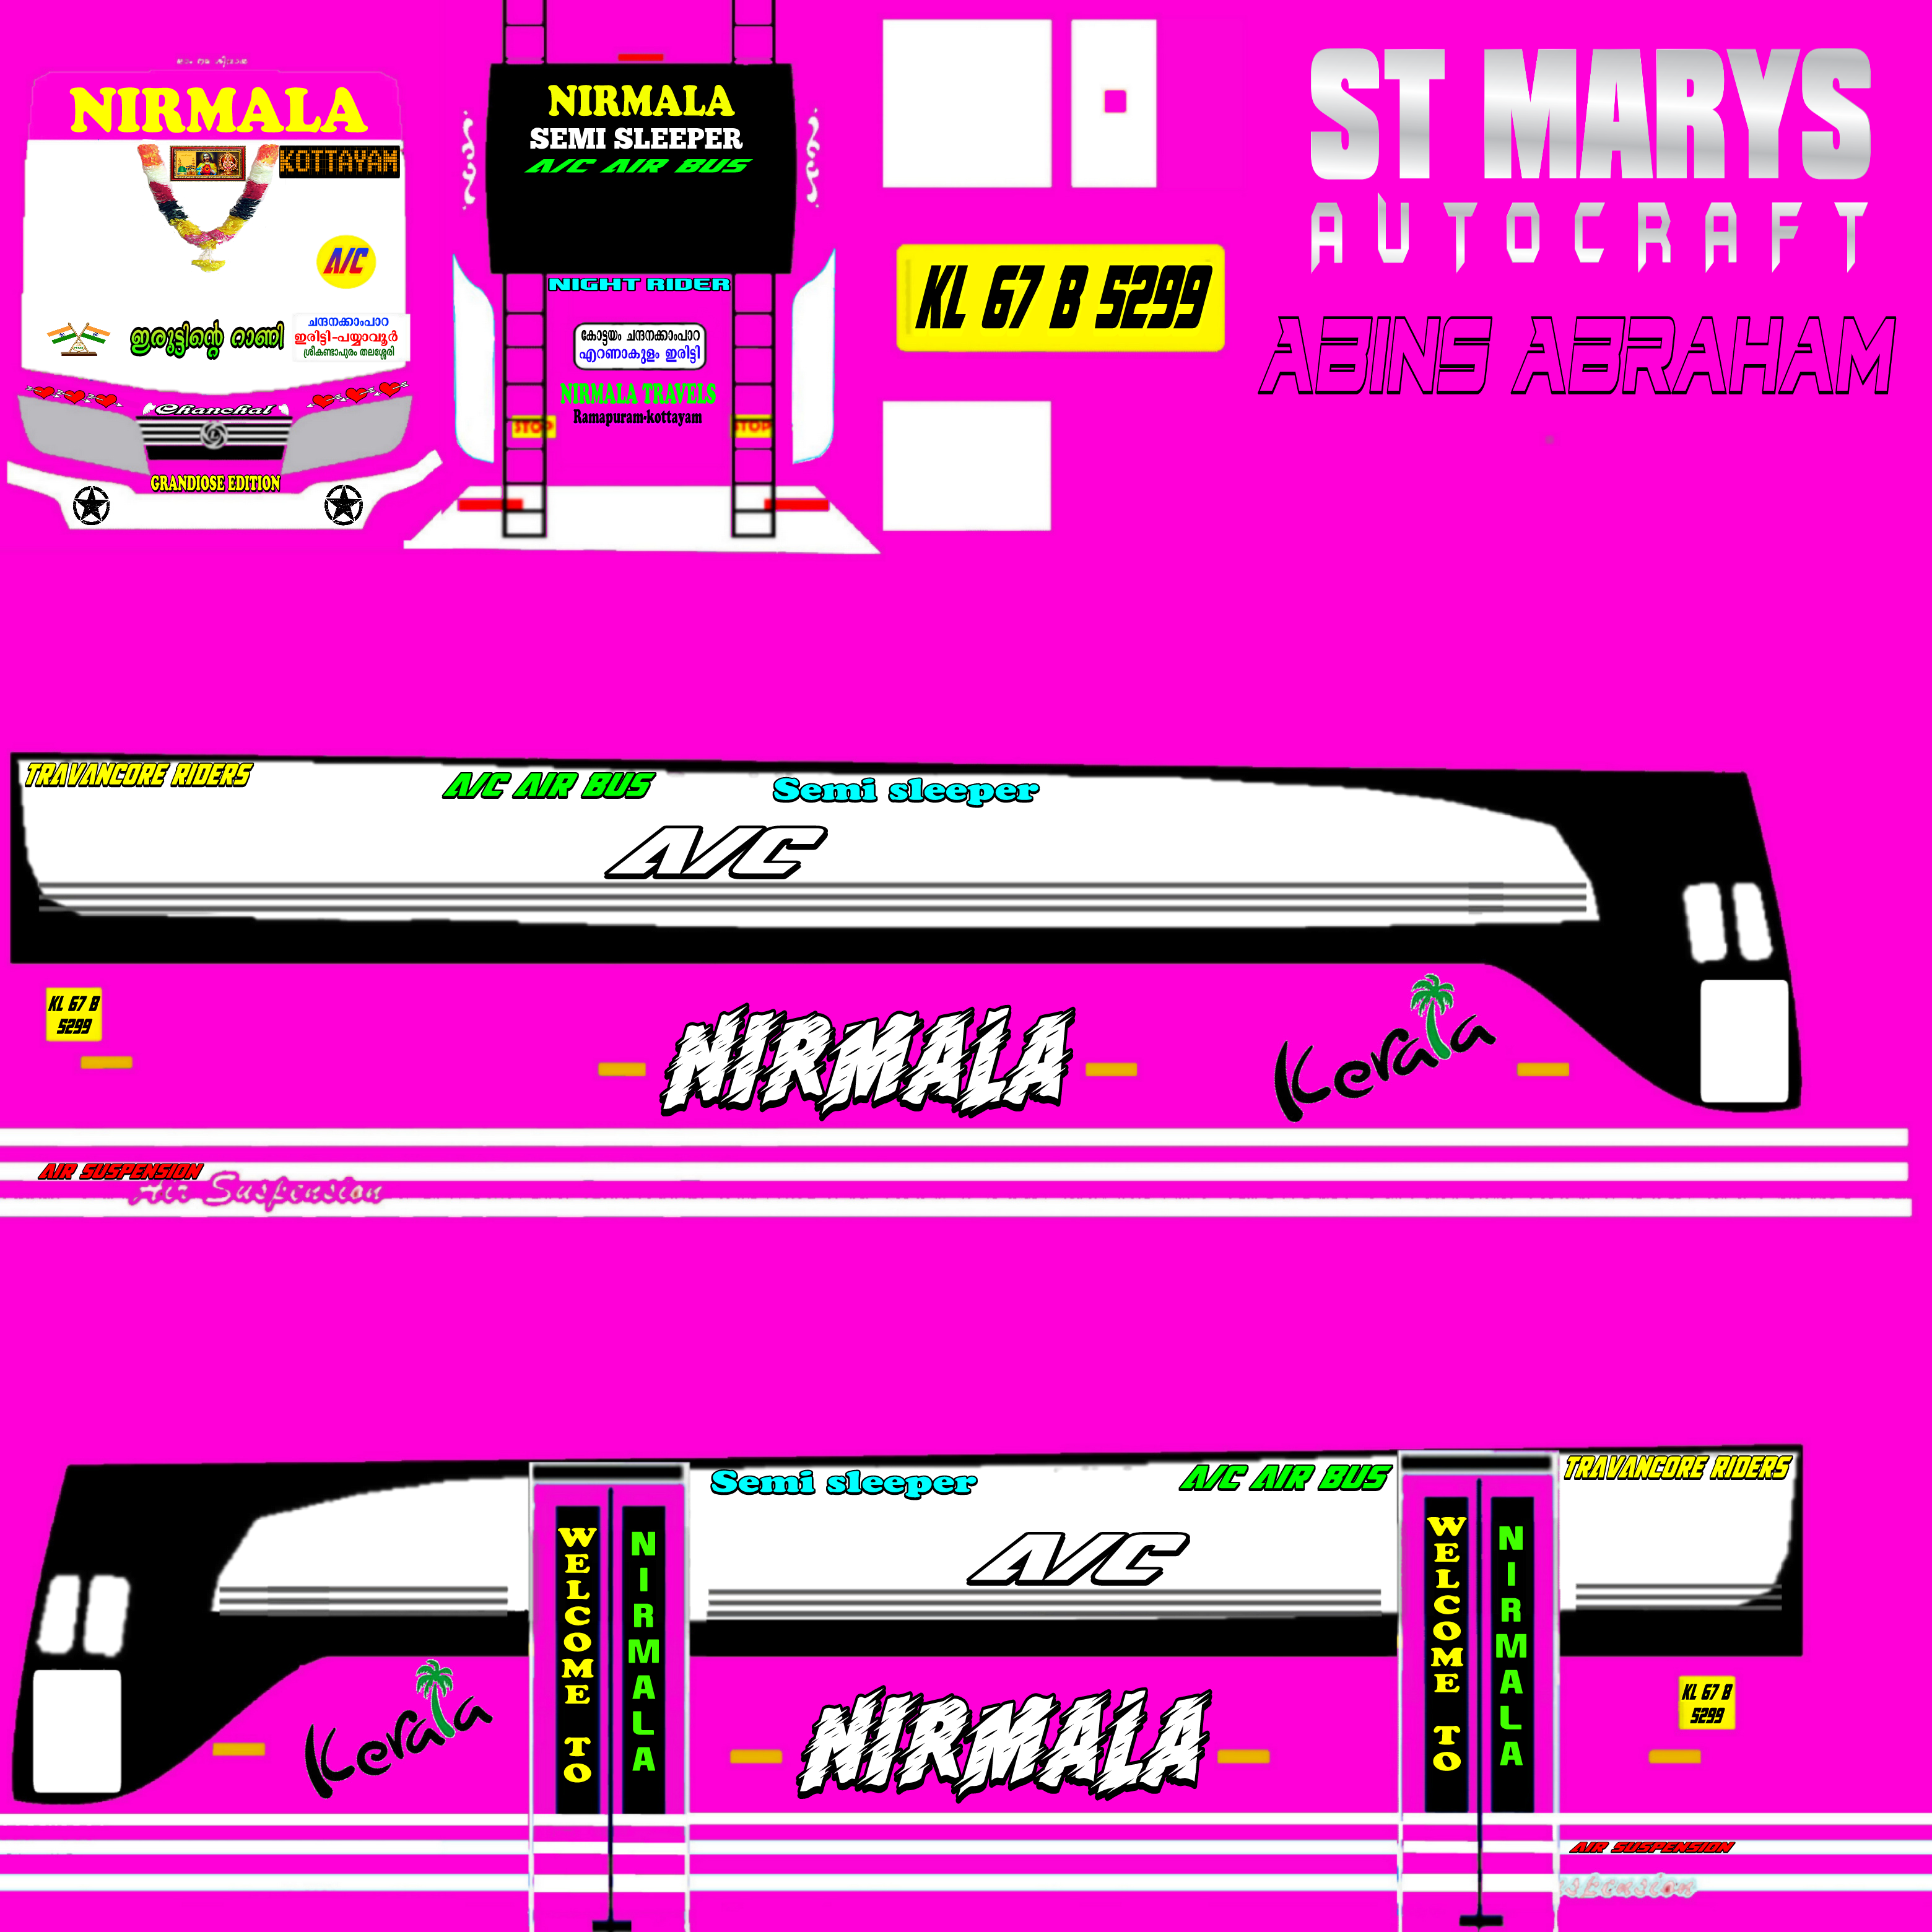 NIRMALA
KOTTAYAM
A/C
ഇരുട്ടിന്റെ റാണി
ചന്ദനക്കാംപാറ
ഇരിട്ടി-പയ്യാവൂർ
ശ്രീകണ്ടാപുരം തലശ്ശേരി
Chanchal
GRANDIOSE EDITION
NIRMALA
SEMI SLEEPER
A/C AIR BUS
NIGHT RIDER
കോട്ടയം ചന്ദനക്കാംപാറ
എറണാകുളം ഇരിട്ടി
NIRMALA TRAVELS
Ramapuram-kottayam
STOP
STOP
KL 67 B 5299
ST MARYS
AUTOCRAFT
ABINS ABRAHAM
TRAVANCORE RIDERS
A/C AIR BUS
Semi sleeper
A/C
KL 67 B
5299
NIRMALA
Kerala
AIR SUSPENSION
Air Suspension
Semi sleeper
A/C AIR BUS
TRAVANCORE RIDERS
A/C
WELCOME TO
NIRMALA
WELCOME TO
NIRMALA
Kerala
NIRMALA
KL 67 B
5299
AIR SUSPENSION